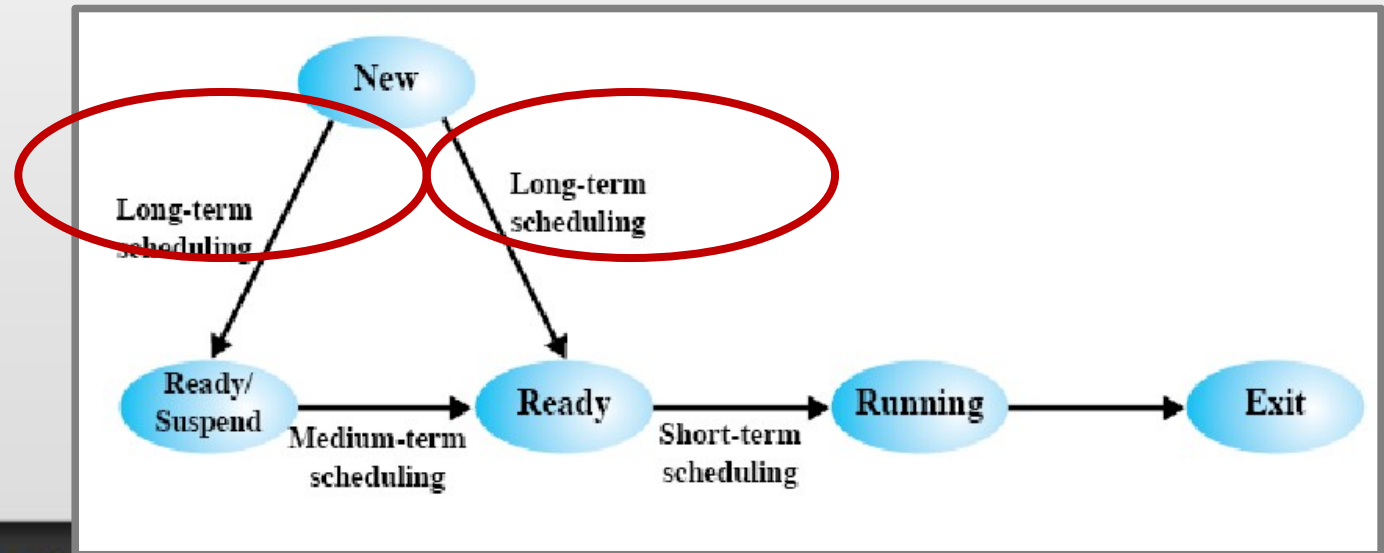 New
Long-term
scheduling
Long-term
scheduling
Ready/
Suspend
Medium-term
scheduling
Ready
Short-term
scheduling
Running
Exit